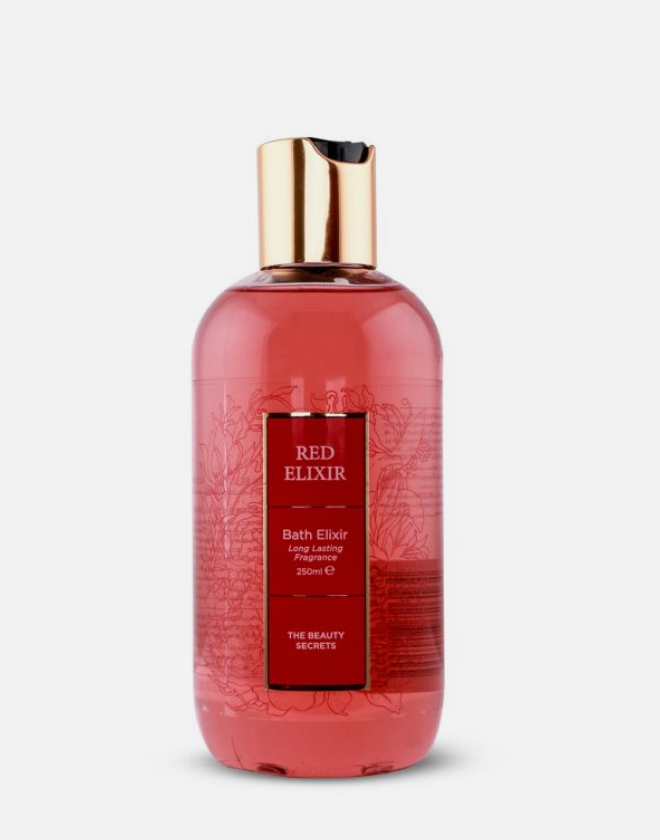 RED
ELIXIR
Bath Elixir
Long Lasting
Fragrance
250ml ℮
THE BEAUTY
SECRETS